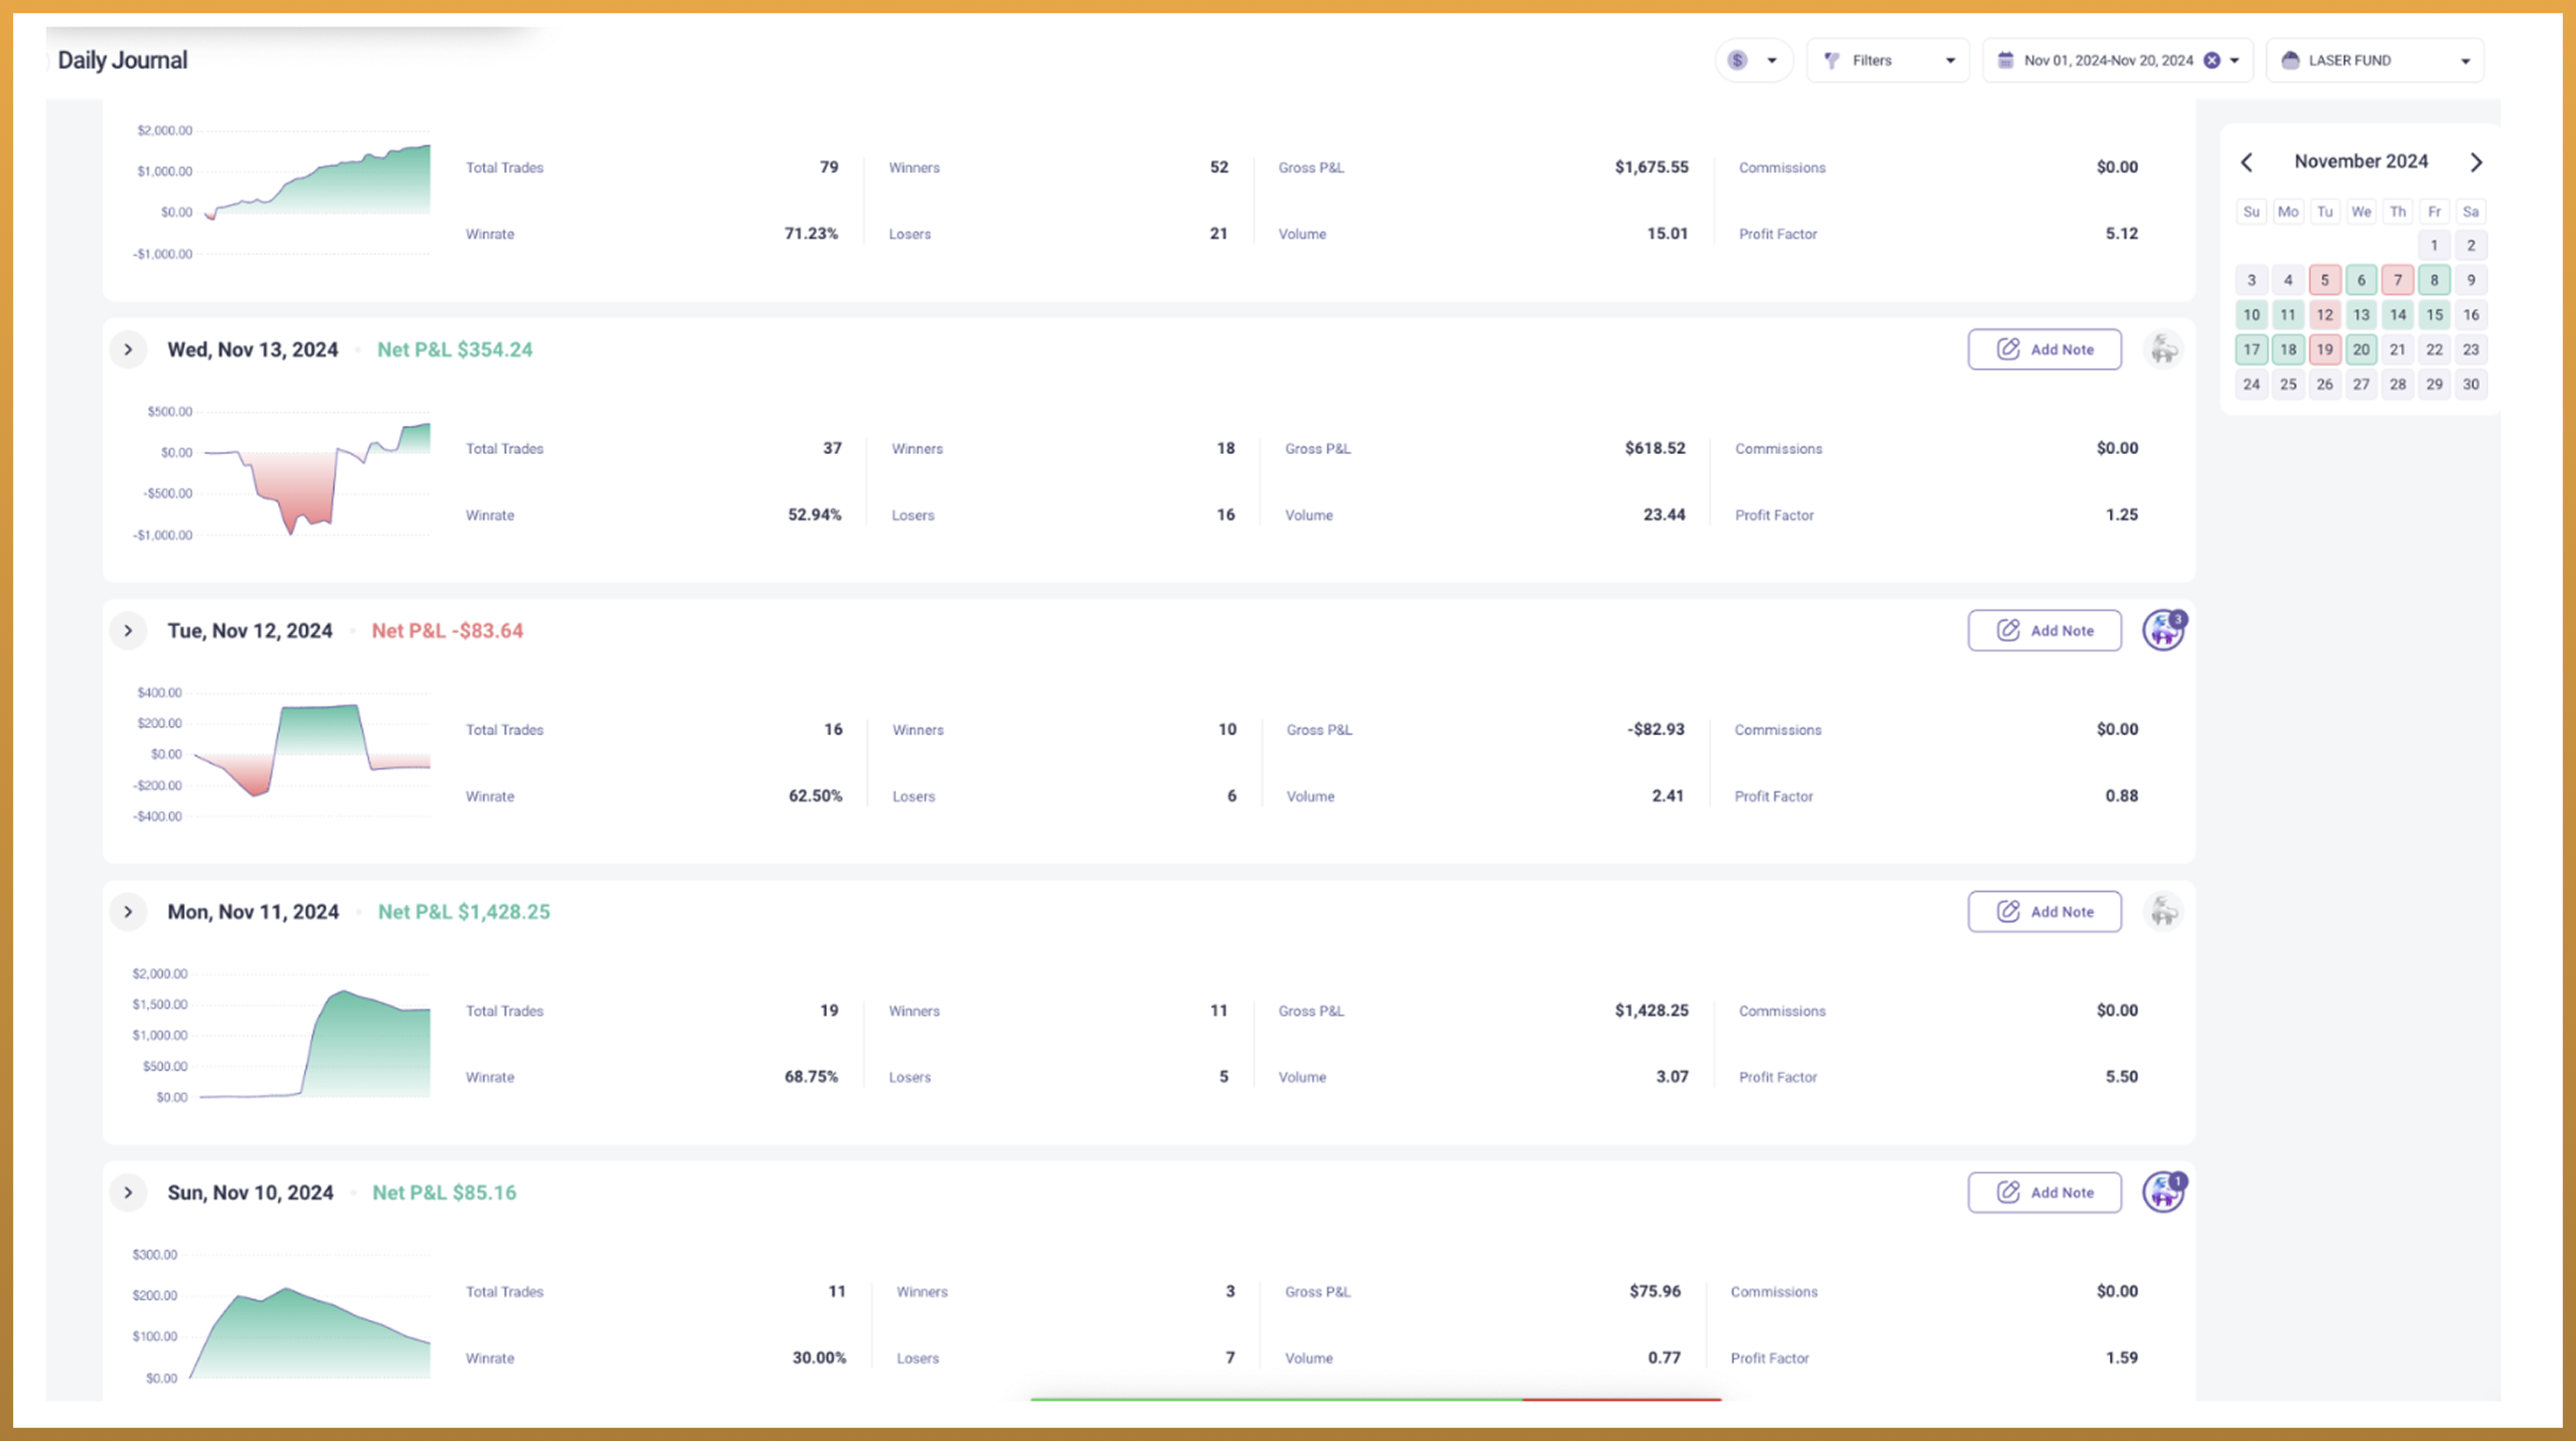 Daily Journal
$ Filters Nov 01, 2024-Nov 20, 2024 LASER FUND
$2,000.00
$1,000.00
$0.00
-$1,000.00
Total Trades 79 Winners 52 Gross P&L $1,675.55 Commissions $0.00
Winrate 71.23% Losers 21 Volume 15.01 Profit Factor 5.12
November 2024
Su Mo Tu We Th Fr Sa
1 2
3 4 5 6 7 8 9
10 11 12 13 14 15 16
17 18 19 20 21 22 23
24 25 26 27 28 29 30
Wed, Nov 13, 2024 Net P&L $354.24 Add Note
$500.00
$0.00
-$500.00
-$1,000.00
Total Trades 37 Winners 18 Gross P&L $618.52 Commissions $0.00
Winrate 52.94% Losers 16 Volume 23.44 Profit Factor 1.25
Tue, Nov 12, 2024 Net P&L -$83.64 Add Note 3
$400.00
$200.00
$0.00
-$200.00
-$400.00
Total Trades 16 Winners 10 Gross P&L -$82.93 Commissions $0.00
Winrate 62.50% Losers 6 Volume 2.41 Profit Factor 0.88
Mon, Nov 11, 2024 Net P&L $1,428.25 Add Note
$2,000.00
$1,500.00
$1,000.00
$500.00
$0.00
Total Trades 19 Winners 11 Gross P&L $1,428.25 Commissions $0.00
Winrate 68.75% Losers 5 Volume 3.07 Profit Factor 5.50
Sun, Nov 10, 2024 Net P&L $85.16 Add Note 1
$300.00
$200.00
$100.00
$0.00
Total Trades 11 Winners 3 Gross P&L $75.96 Commissions $0.00
Winrate 30.00% Losers 7 Volume 0.77 Profit Factor 1.59